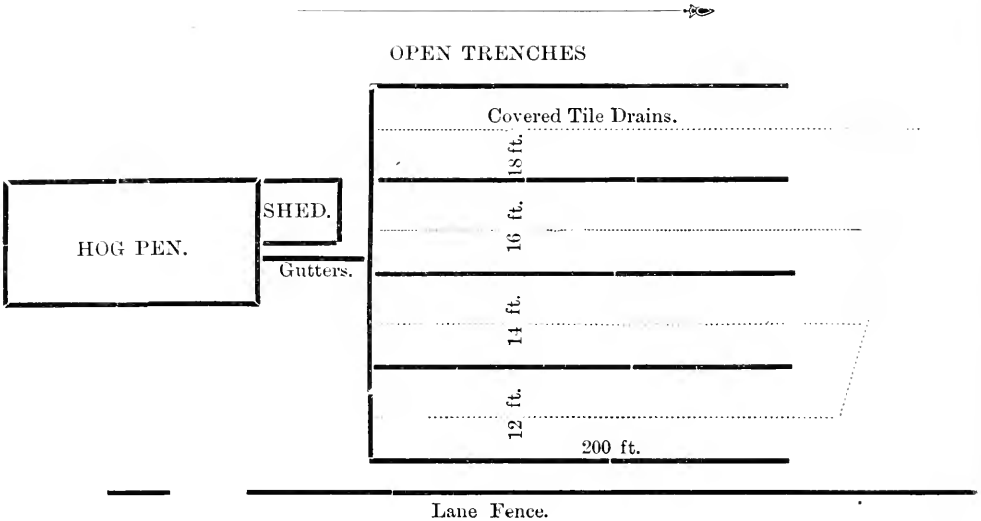 OPEN TRENCHES
Covered Tile Drains.
18 ft.
SHED.
16 ft.
HOG PEN.
Gutters.
14 ft.
12 ft.
200 ft.
Lane Fence.